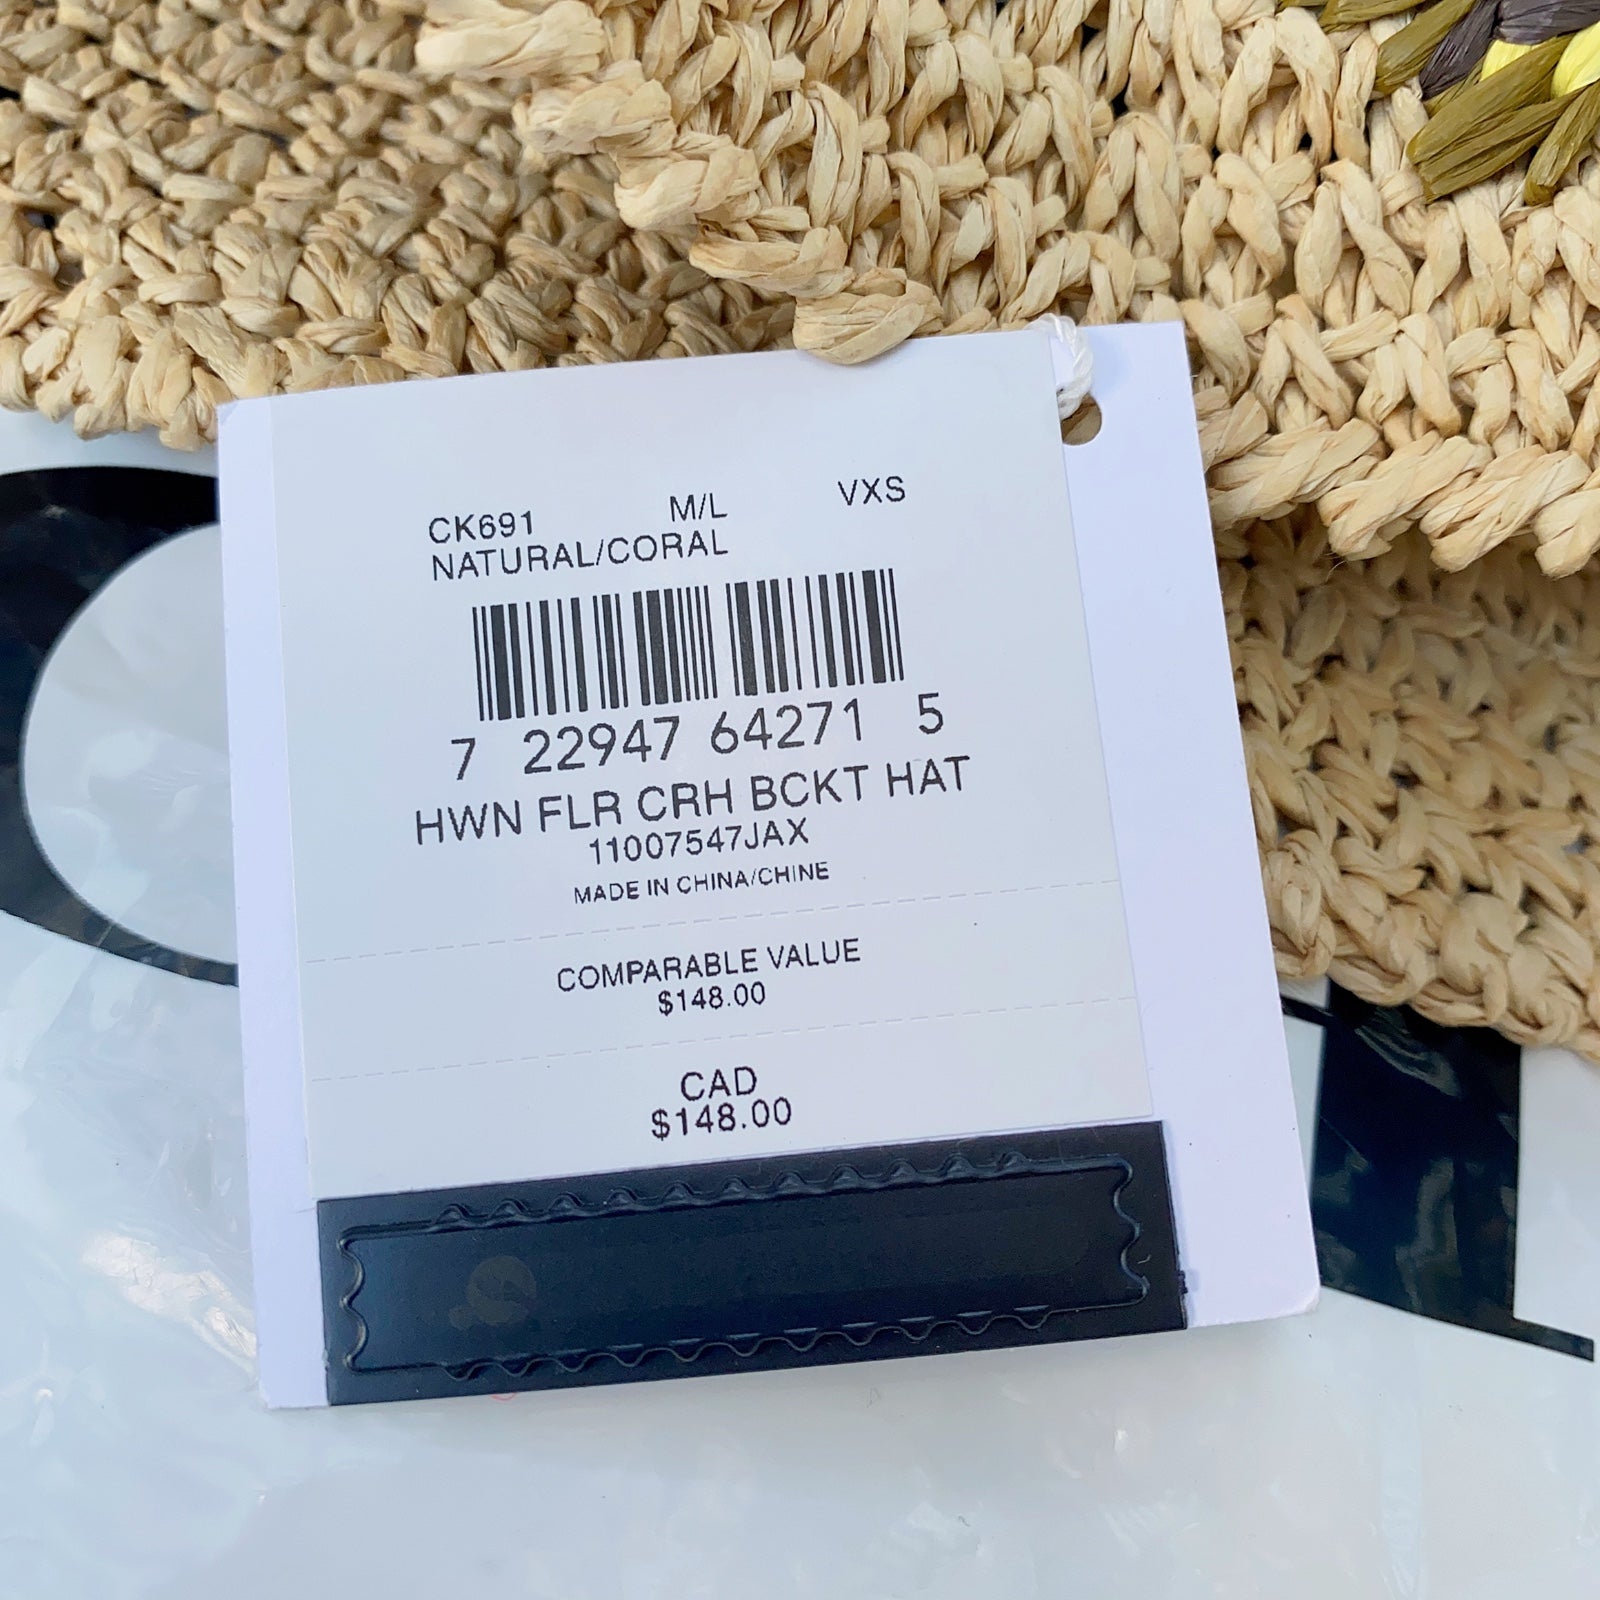 CK691 M/L VXS
NATURAL/CORAL
7 22947 64271 5
HWN FLR CRH BCKT HAT
11007547JAX
MADE IN CHINA/CHINE
COMPARABLE VALUE
$148.00
CAD
$148.00